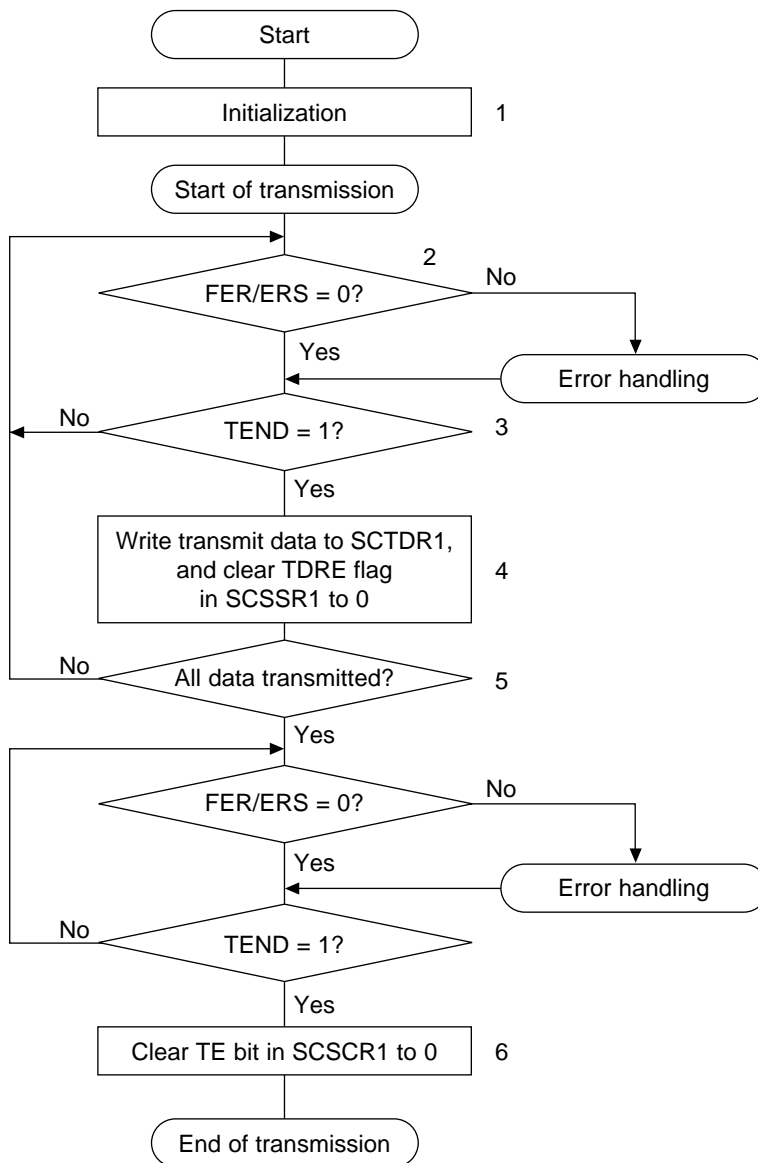 Start
Initialization
1
Start of transmission
2
FER/ERS = 0?
No
Yes
Error handling
No
TEND = 1?
3
Yes
Write transmit data to SCTDR1,
and clear TDRE flag
in SCSSR1 to 0
4
No
All data transmitted?
5
Yes
FER/ERS = 0?
No
Yes
Error handling
No
TEND = 1?
Yes
Clear TE bit in SCSCR1 to 0
6
End of transmission